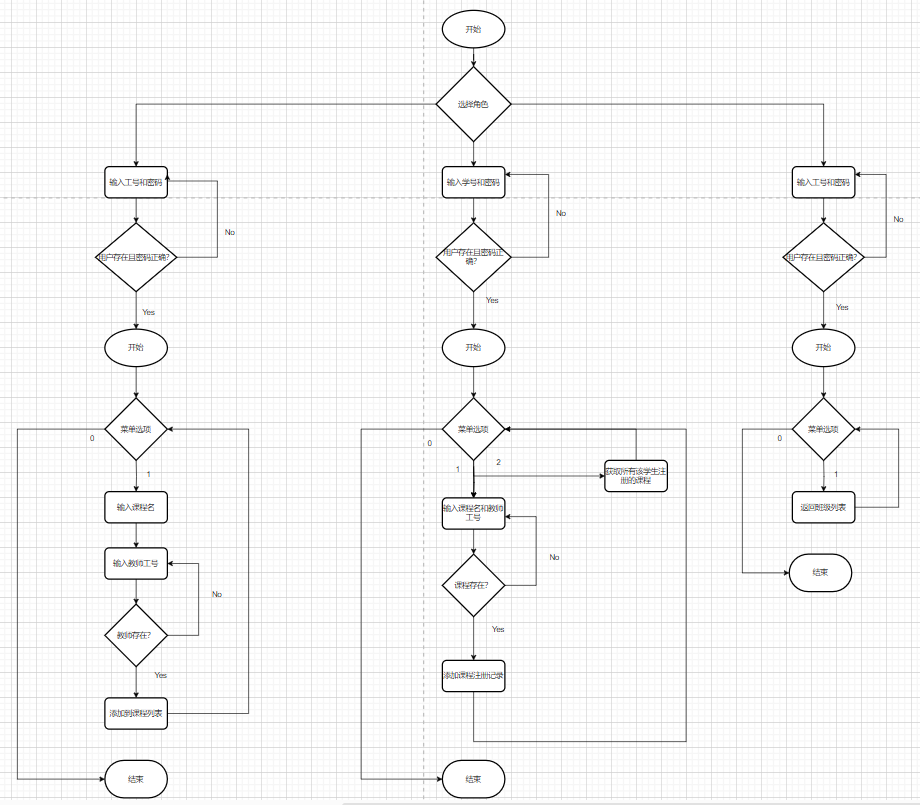 开始
选择角色
输入工号和密码
No
用户存在且密码正确?
Yes
开始
菜单选项
0
1
输入课程名
输入教师工号
No
教师存在?
Yes
添加到课程列表
结束
输入学号和密码
No
用户存在且密码正
确?
Yes
开始
菜单选项
0
1
2
获取所有该学生注
册的课程
输入课程名和教师
工号
No
课程存在?
Yes
添加课程注册记录
结束
输入工号和密码
No
用户存在且密码正确?
Yes
开始
菜单选项
0
1
返回班级列表
结束